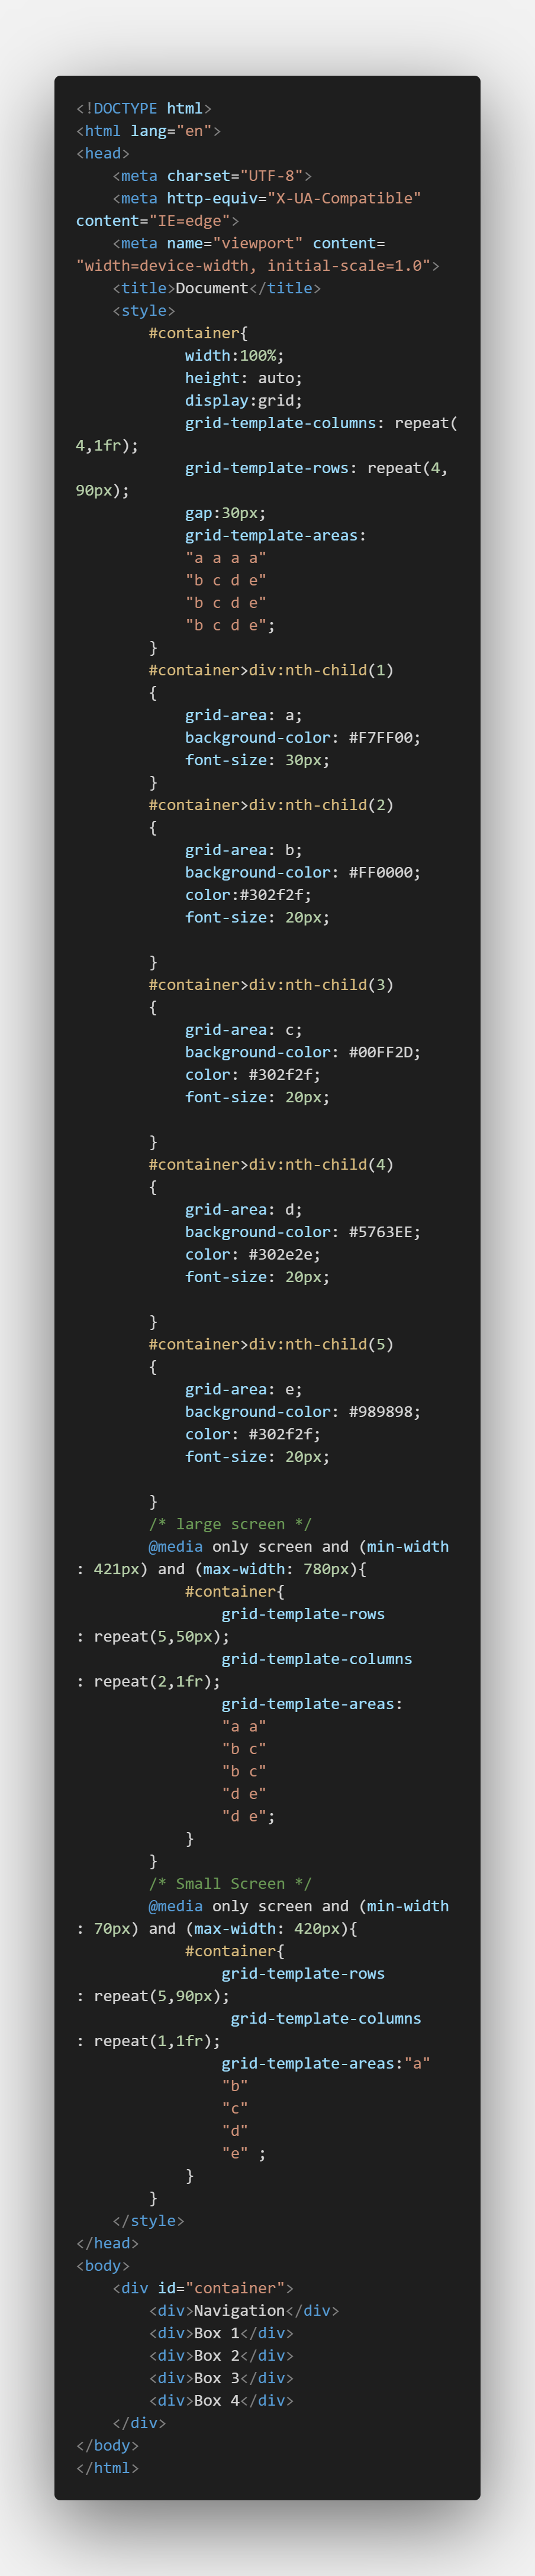 <!DOCTYPE html>
<html lang="en">
<head>
    <meta charset="UTF-8">
    <meta http-equiv="X-UA-Compatible"
content="IE=edge">
    <meta name="viewport" content=
"width=device-width, initial-scale=1.0">
    <title>Document</title>
    <style>
        #container{
            width:100%;
            height: auto;
            display:grid;
            grid-template-columns: repeat(
4,1fr);
            grid-template-rows: repeat(4,
90px);
            gap:30px;
            grid-template-areas:
            "a a a a"
            "b c d e"
            "b c d e"
            "b c d e";
        }
        #container>div:nth-child(1)
        {
            grid-area: a;
            background-color: #F7FF00;
            font-size: 30px;
        }
        #container>div:nth-child(2)
        {
            grid-area: b;
            background-color: #FF0000;
            color:#302f2f;
            font-size: 20px;

        }
        #container>div:nth-child(3)
        {
            grid-area: c;
            background-color: #00FF2D;
            color: #302f2f;
            font-size: 20px;

        }
        #container>div:nth-child(4)
        {
            grid-area: d;
            background-color: #5763EE;
            color: #302e2e;
            font-size: 20px;

        }
        #container>div:nth-child(5)
        {
            grid-area: e;
            background-color: #989898;
            color: #302f2f;
            font-size: 20px;

        }
        /* large screen */
        @media only screen and (min-width
: 421px) and (max-width: 780px){
            #container{
                grid-template-rows
: repeat(5,50px);
                grid-template-columns
: repeat(2,1fr);
                grid-template-areas:
                "a a"
                "b c"
                "b c"
                "d e"
                "d e";
            }
        }
        /* Small Screen */
        @media only screen and (min-width
: 70px) and (max-width: 420px){
            #container{
                grid-template-rows
: repeat(5,90px);
                 grid-template-columns
: repeat(1,1fr);
                grid-template-areas:"a"
                "b"
                "c"
                "d"
                "e" ;
            }
        }
    </style>
</head>
<body>
    <div id="container">
        <div>Navigation</div>
        <div>Box 1</div>
        <div>Box 2</div>
        <div>Box 3</div>
        <div>Box 4</div>
    </div>
</body>
</html>